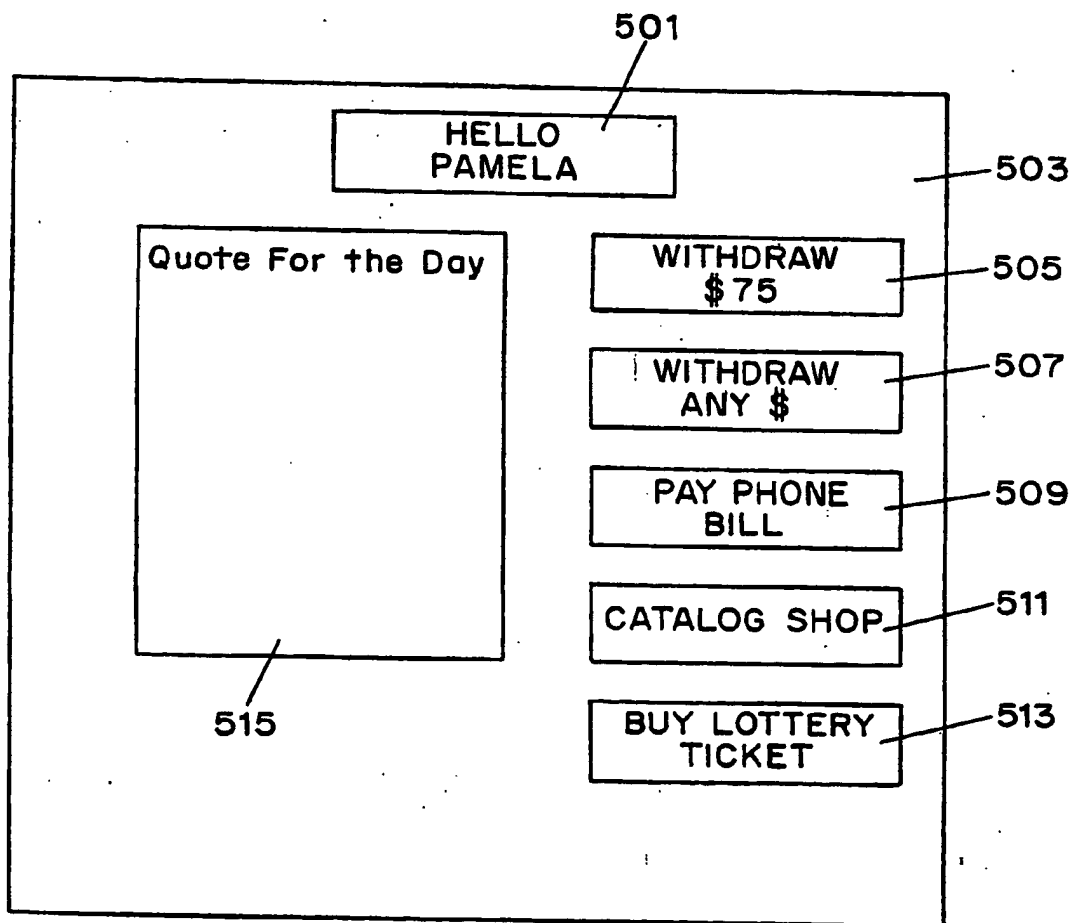 501
HELLO
PAMELA
503
Quote For the Day
WITHDRAW
$75
505
WITHDRAW
ANY $
507
PAY PHONE
BILL
509
CATALOG SHOP
511
515
BUY LOTTERY
TICKET
513